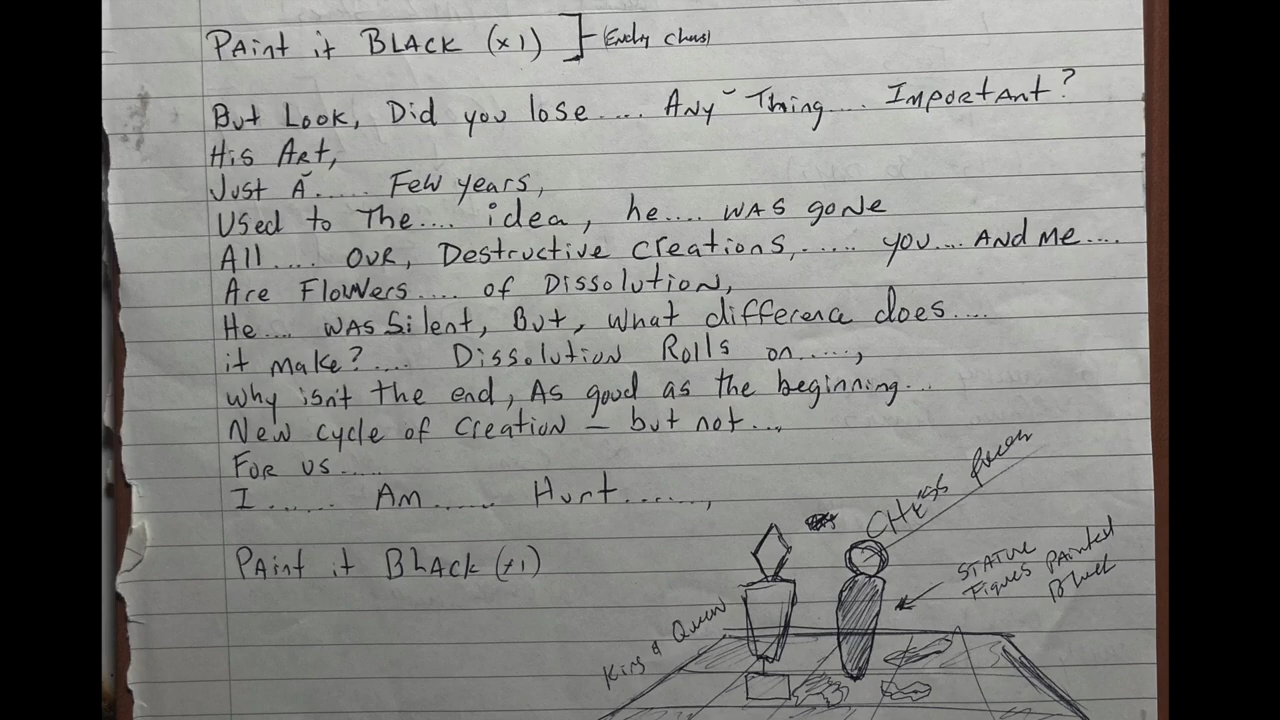 PAint it BLACK (x1) ]-(
But Look, Did you lose.... Any-Thing.... Important?
His Art,
Just A...... Few years,
Used to The.... idea, he.... was gone
All.... our, Destructive Creations,...... you.... And me....
Are Flowers.... of Dissolution,
He.... was Silent, But, what difference does....
it make?.... Dissolution Rolls on.....,
why isn't the end, As good as the beginning...
New cycle of Creation – but not...,
For us.....
I....... Am...... Hurt.......,
PAint it BLAck (x1)
Chess Queen
King & Queen
Statue
Figures painted